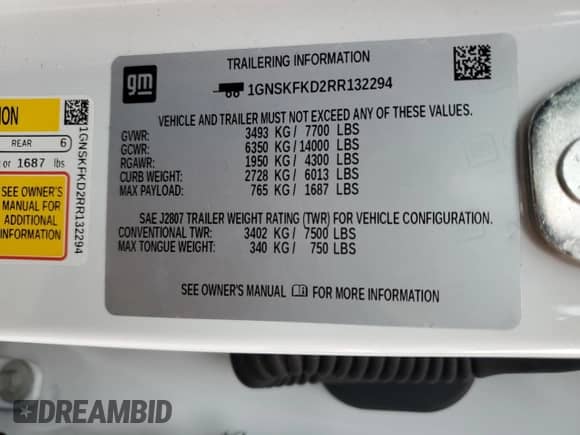 TRAILERING INFORMATION
gm
1GNSKFKD2RR132294
VEHICLE AND TRAILER MUST NOT EXCEED ANY OF THESE VALUES.
GVWR: 3493 KG / 7700 LBS
GCWR: 6350 KG / 14000 LBS
RGAWR: 1950 KG / 4300 LBS
CURB WEIGHT: 2728 KG / 6013 LBS
MAX PAYLOAD: 765 KG / 1687 LBS
SAE J2807 TRAILER WEIGHT RATING (TWR) FOR VEHICLE CONFIGURATION.
CONVENTIONAL TWR: 3402 KG / 7500 LBS
MAX TONGUE WEIGHT: 340 KG / 750 LBS
SEE OWNER'S MANUAL FOR MORE INFORMATION
REAR 6
or 1687 lbs
SEE OWNER'S
MANUAL FOR
ADDITIONAL
INFORMATION
1GNSKFKD2RR132294
DREAMBID